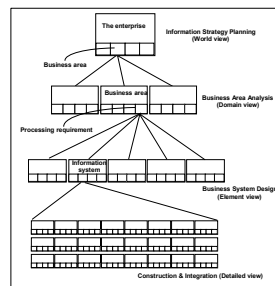 The enterprise
Information Strategy Planning
(World view)
Business area
Business area
Business Area Analysis
(Domain view)
Processing requirement
Information
system
Business System Design
(Element view)
Construction & Integration (Detailed view)